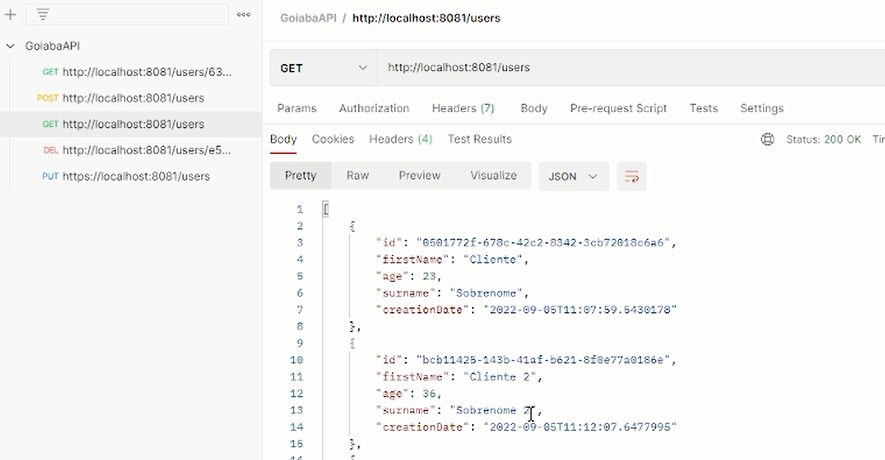 GoiabaAPI / http://localhost:8081/users
GoiabaAPI
GET http://localhost:8081/users/63...
POST http://localhost:8081/users
GET http://localhost:8081/users
DEL http://localhost:8081/users/e5...
PUT https://localhost:8081/users
GET http://localhost:8081/users
Params Authorization Headers (7) Body Pre-request Script Tests Settings
Body Cookies Headers (4) Test Results Status: 200 OK
Pretty Raw Preview Visualize JSON
1 [
2 {
3 "id": "0501772f-678c-42c2-8342-3cb72018c6a6",
4 "firstName": "Cliente",
5 "age": 23,
6 "surname": "Sobrenome",
7 "creationDate": "2022-09-05T11:07:59.5430178"
8 },
9 {
10 "id": "bcb11425-143b-41af-b621-8f8e77a0186e",
11 "firstName": "Cliente 2",
12 "age": 36,
13 "surname": "Sobrenome 2",
14 "creationDate": "2022-09-05T11:12:07.6477995"
15 },